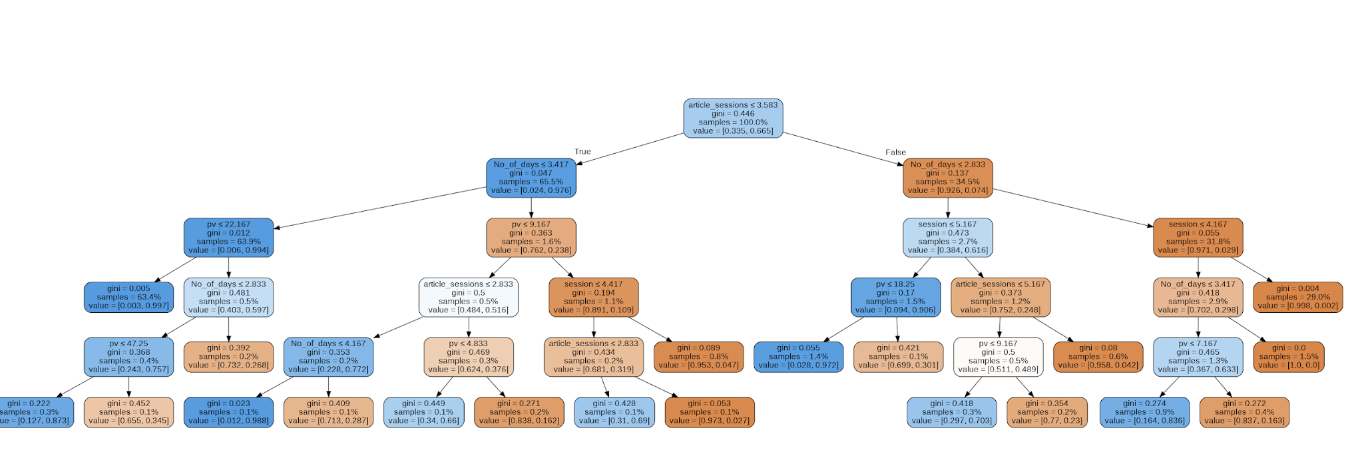 article_sessions ≤ 3.583
gini = 0.446
samples = 100.0%
value = [0.335, 0.665]
True
False
No_of_days ≤ 3.417
gini = 0.047
samples = 65.5%
value = [0.024, 0.976]
No_of_days ≤ 2.833
gini = 0.137
samples = 34.5%
value = [0.926, 0.074]
pv ≤ 22.167
gini = 0.012
samples = 63.9%
value = [0.006, 0.994]
pv ≤ 9.167
gini = 0.363
samples = 1.6%
value = [0.762, 0.238]
session ≤ 5.167
gini = 0.473
samples = 2.7%
value = [0.384, 0.616]
session ≤ 4.167
gini = 0.055
samples = 31.8%
value = [0.971, 0.029]
gini = 0.005
samples = 63.4%
value = [0.003, 0.997]
No_of_days ≤ 2.833
gini = 0.481
samples = 0.5%
value = [0.403, 0.597]
article_sessions ≤ 2.833
gini = 0.5
samples = 0.5%
value = [0.484, 0.516]
session ≤ 4.417
gini = 0.194
samples = 1.1%
value = [0.891, 0.109]
pv ≤ 18.25
gini = 0.17
samples = 1.5%
value = [0.094, 0.906]
article_sessions ≤ 5.167
gini = 0.373
samples = 1.2%
value = [0.752, 0.248]
No_of_days ≤ 3.417
gini = 0.418
samples = 2.9%
value = [0.702, 0.298]
gini = 0.004
samples = 29.0%
value = [0.998, 0.002]
pv ≤ 47.25
gini = 0.368
samples = 0.4%
value = [0.243, 0.757]
gini = 0.392
samples = 0.2%
value = [0.732, 0.268]
No_of_days ≤ 4.167
gini = 0.353
samples = 0.2%
value = [0.228, 0.772]
pv ≤ 4.833
gini = 0.469
samples = 0.3%
value = [0.624, 0.376]
article_sessions ≤ 2.833
gini = 0.434
samples = 0.2%
value = [0.681, 0.319]
gini = 0.089
samples = 0.8%
value = [0.953, 0.047]
gini = 0.055
samples = 1.4%
value = [0.028, 0.972]
gini = 0.421
samples = 0.1%
value = [0.699, 0.301]
pv ≤ 9.167
gini = 0.5
samples = 0.5%
value = [0.511, 0.489]
gini = 0.08
samples = 0.6%
value = [0.958, 0.042]
pv ≤ 7.167
gini = 0.465
samples = 1.3%
value = [0.367, 0.633]
gini = 0.0
samples = 1.5%
value = [1.0, 0.0]
gini = 0.222
samples = 0.3%
value = [0.127, 0.873]
gini = 0.452
samples = 0.1%
value = [0.655, 0.345]
gini = 0.023
samples = 0.1%
value = [0.012, 0.988]
gini = 0.409
samples = 0.1%
value = [0.713, 0.287]
gini = 0.449
samples = 0.1%
value = [0.34, 0.66]
gini = 0.271
samples = 0.2%
value = [0.838, 0.162]
gini = 0.428
samples = 0.1%
value = [0.31, 0.69]
gini = 0.053
samples = 0.1%
value = [0.973, 0.027]
gini = 0.418
samples = 0.3%
value = [0.297, 0.703]
gini = 0.354
samples = 0.2%
value = [0.77, 0.23]
gini = 0.274
samples = 0.9%
value = [0.164, 0.836]
gini = 0.272
samples = 0.4%
value = [0.837, 0.163]